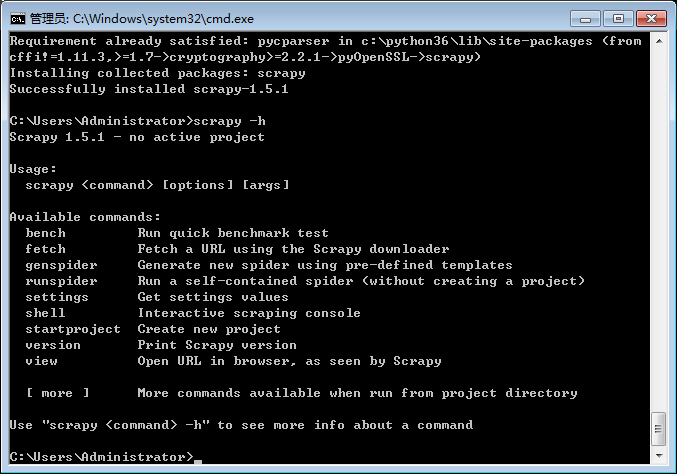 管理员: C:\Windows\system32\cmd.exe
Requirement already satisfied: pycparser in c:\python36\lib\site-packages (from
cffi!=1.11.3,>=1.7->cryptography>=2.2.1->pyOpenSSL->scrapy)
Installing collected packages: scrapy
Successfully installed scrapy-1.5.1
C:\Users\Administrator>scrapy -h
Scrapy 1.5.1 - no active project
Usage:
scrapy <command> [options] [args]
Available commands:
bench Run quick benchmark test
fetch Fetch a URL using the Scrapy downloader
genspider Generate new spider using pre-defined templates
runspider Run a self-contained spider (without creating a project)
settings Get settings values
shell Interactive scraping console
startproject Create new project
version Print Scrapy version
view Open URL in browser, as seen by Scrapy
[ more ] More commands available when run from project directory
Use "scrapy <command> -h" to see more info about a command
C:\Users\Administrator>_